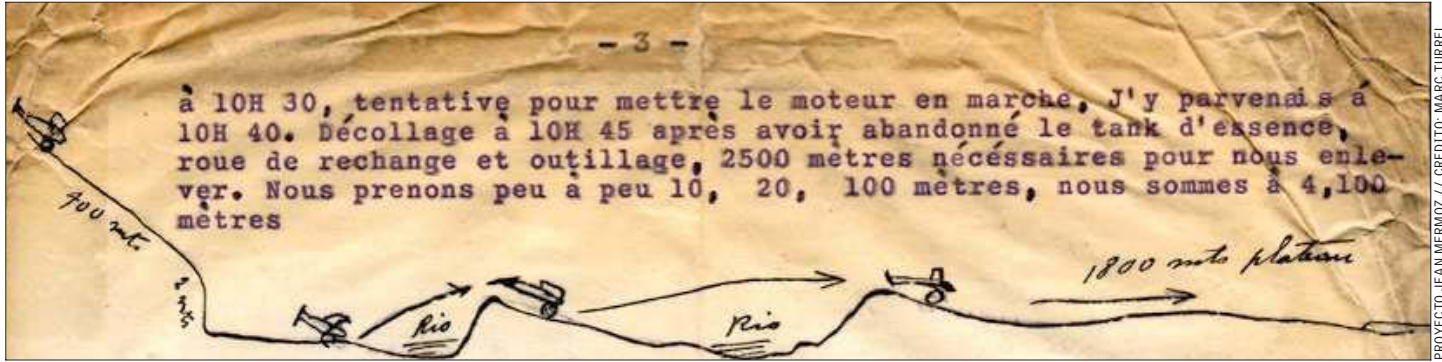 - 3 -
à 10H 30, tentative pour mettre le moteur en marche, J'y parvenais á
10H 40. Décollage à 10H 45 après avoir abandonné le tank d'essence,
roue de rechange et outillage, 2500 mètres nécéssaires pour nous enle-
ver. Nous prenons peu à peu 10, 20, 100 mètres, nous sommes à 4,100
mètres
400 mts
1800 mts plateau
Rio
Rio
PROYECTO JEAN MERMOZ // CREDITO: MARC TURREL